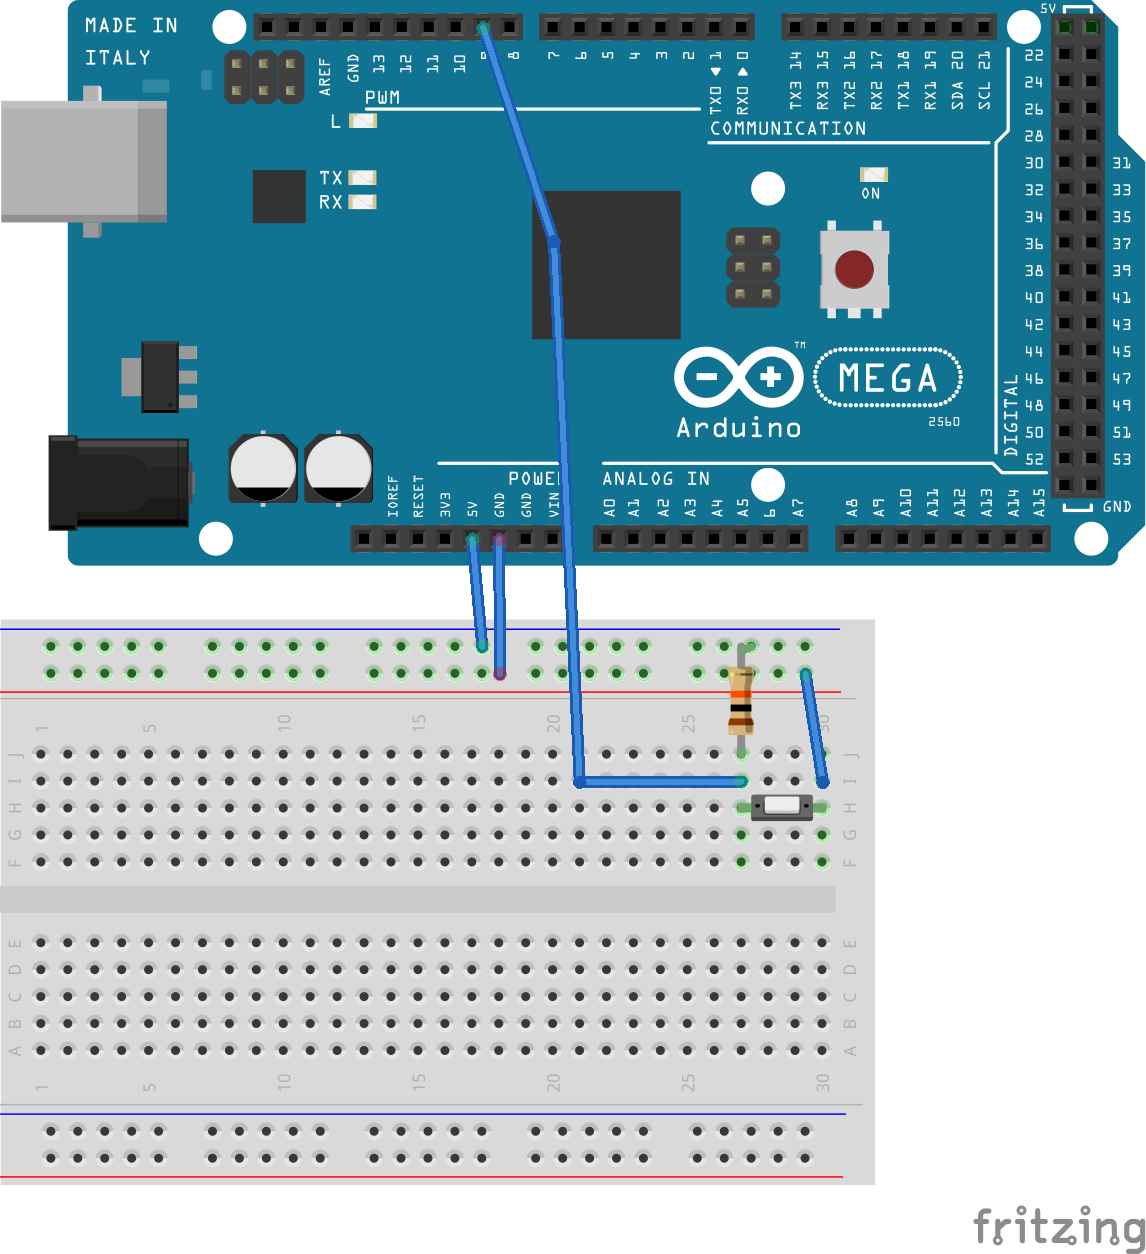 MADE IN
ITALY
5V
AREF
GND
13
12
11
10
9
8
7
6
5
4
3
2
TX0 1
RX0 0
TX3 14
RX3 15
TX2 16
RX2 17
TX1 18
RX1 19
SDA 20
SCL 21
PWM
COMMUNICATION
L
TX
RX
ON
22
24
26
28
30 31
32 33
34 35
36 37
38 39
40 41
42 43
44 45
46 47
48 49
50 51
52 53
DIGITAL
GND
TM
MEGA
2560
Arduino
POWER
ANALOG IN
IOREF
RESET
3V3
5V
GND
GND
VIN
A0
A1
A2
A3
A4
A5
6
A7
A8
A9
A10
A11
A12
A13
A14
A15
1 5 10 15 20 25 30
J J
I I
H H
G G
F F
E E
D D
C C
B B
A A
1 5 10 15 20 25 30
fritzing